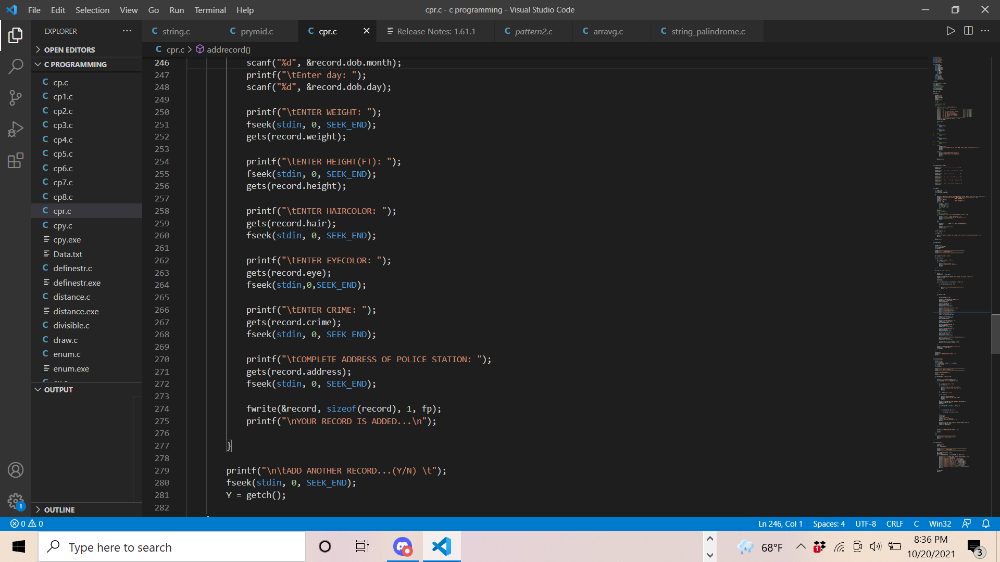 File Edit Selection View Go Run Terminal Help
cpr.c - c programming - Visual Studio Code
EXPLORER
OPEN EDITORS
C PROGRAMMING
C cp.c
C cp1.c
C cp2.c
C cp3.c
C cp4.c
C cp5.c
C cp6.c
C cp7.c
C cp8.c
C cpr.c
C cpy.c
cpy.exe
Data.txt
C definestr.c
definestr.exe
C distance.c
distance.exe
C divisible.c
C draw.c
C enum.c
enum.exe
OUTPUT
OUTLINE
C string.c C prymid.c C cpr.c Release Notes: 1.61.1 C pattern2.c C arravg.c C string_palindrome.c
C cpr.c > addrecord()
246 scanf("%d", &record.dob.month);
247 printf("\tEnter day: ");
248 scanf("%d", &record.dob.day);
249
250 printf("\tENTER WEIGHT: ");
251 fseek(stdin, 0, SEEK_END);
252 gets(record.weight);
253
254 printf("\tENTER HEIGHT(FT): ");
255 fseek(stdin, 0, SEEK_END);
256 gets(record.height);
257
258 printf("\tENTER HAIRCOLOR: ");
259 gets(record.hair);
260 fseek(stdin, 0, SEEK_END);
261
262 printf("\tENTER EYECOLOR: ");
263 gets(record.eye);
264 fseek(stdin,0,SEEK_END);
265
266 printf("\tENTER CRIME: ");
267 gets(record.crime);
268 fseek(stdin, 0, SEEK_END);
269
270 printf("\tCOMPLETE ADDRESS OF POLICE STATION: ");
271 gets(record.address);
272 fseek(stdin, 0, SEEK_END);
273
274 fwrite(&record, sizeof(record), 1, fp);
275 printf("\nYOUR RECORD IS ADDED...\n");
276
277 }
278
279 printf("\n\tADD ANOTHER RECORD...(Y/N) \t");
280 fseek(stdin, 0, SEEK_END);
281 Y = getch();
282
1
0 0
Ln 246, Col 1 Spaces: 4 UTF-8 CRLF C Win32
Type here to search
1
68°F
8:36 PM
10/20/2021
3